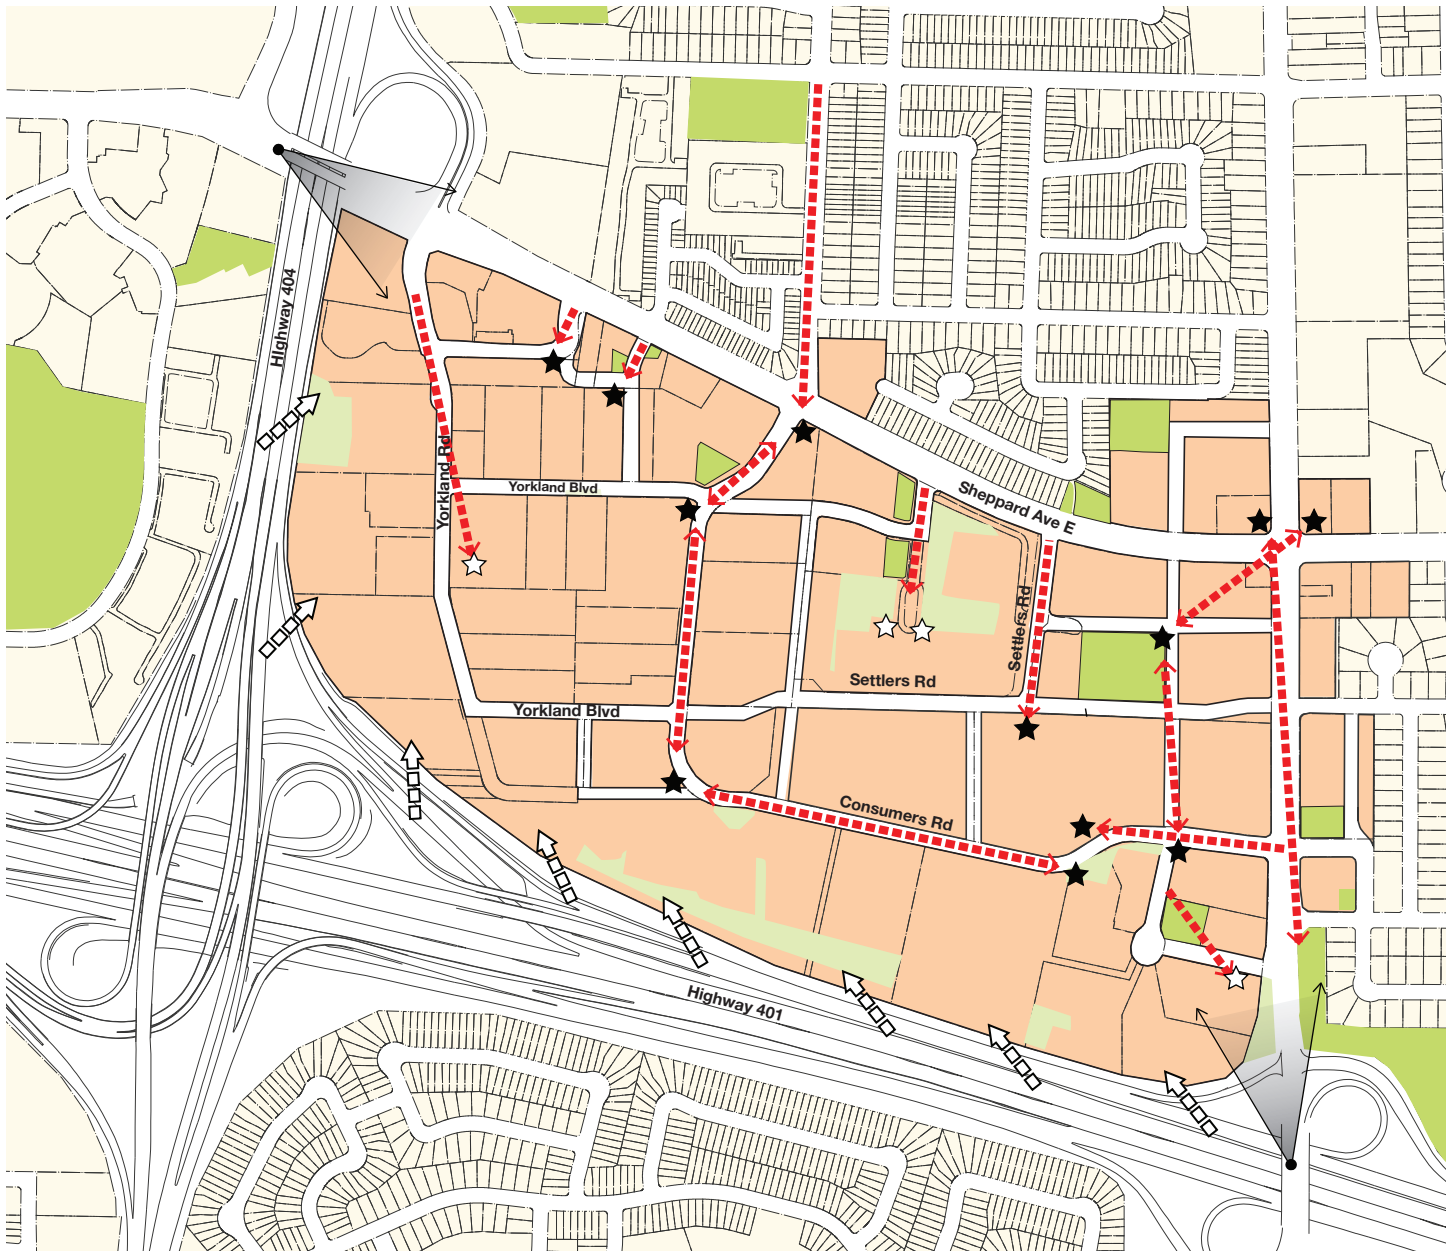 HIghway 404
Yorkland Rd
Yorkland Blvd
Sheppard Ave E
Settlers Rd
Settlers Rd
Yorkland Blvd
Consumers Rd
Highway 401